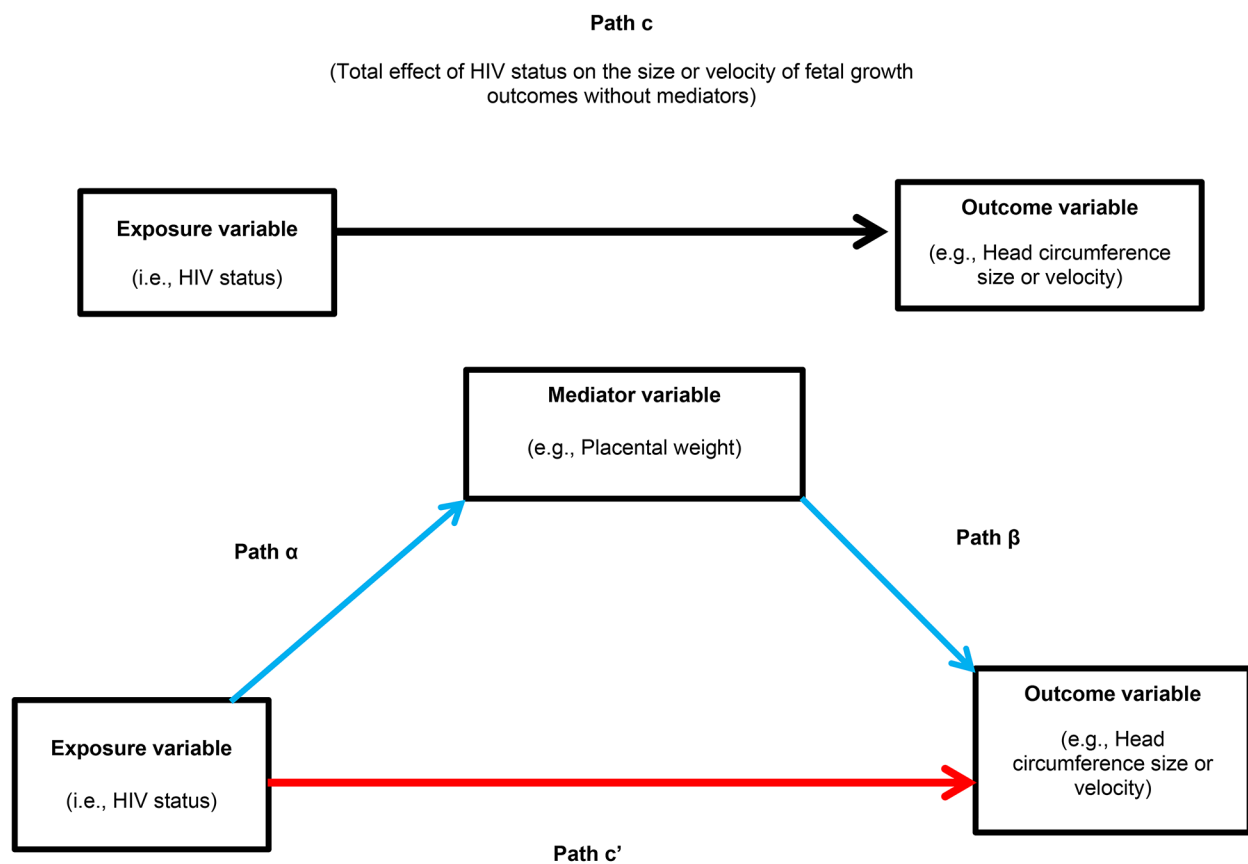 Path c
(Total effect of HIV status on the size or velocity of fetal growth
outcomes without mediators)
Exposure variable
(i.e., HIV status)
Outcome variable
(e.g., Head circumference
size or velocity)
Mediator variable
(e.g., Placental weight)
Path α
Path β
Exposure variable
(i.e., HIV status)
Outcome variable
(e.g., Head
circumference size or
velocity)
Path c’